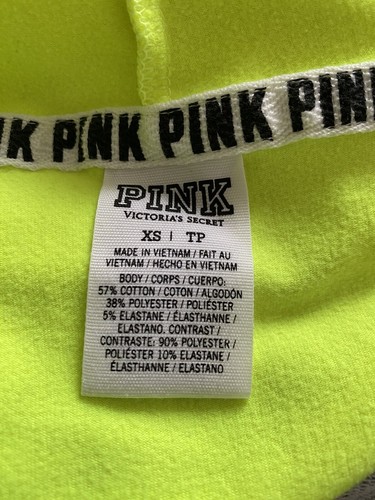 PINK PINK PINK
PINK
VICTORIA'S SECRET
XS | TP
MADE IN VIETNAM / FAIT AU
VIETNAM / HECHO EN VIETNAM
BODY / CORPS / CUERPO:
57% COTTON / COTON / ALGODÓN
38% POLYESTER / POLIÉSTER
5% ELASTANE / ÉLASTHANNE /
ELASTANO. CONTRAST /
CONTRASTE: 90% POLYESTER /
POLIÉSTER 10% ELASTANE /
ÉLASTHANNE / ELASTANO